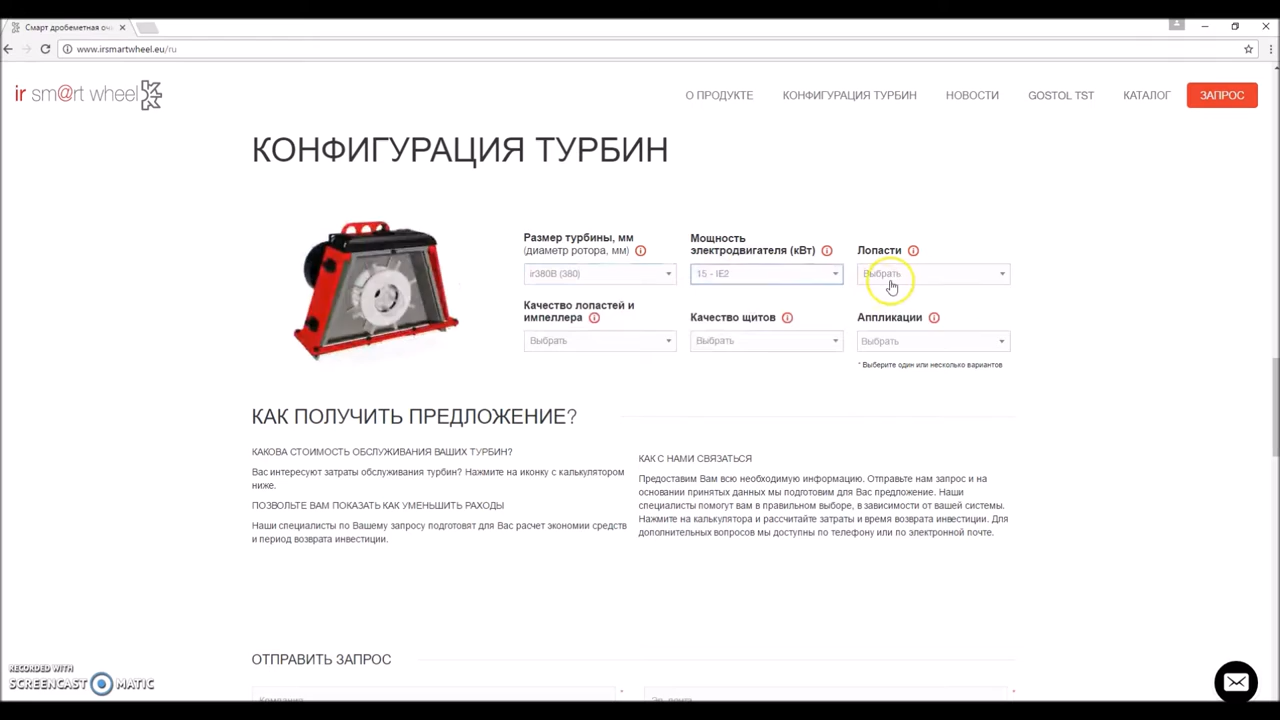 Смарт дробеметная оч
www.irsmartwheel.eu/ru
ir sm@rt wheel
О ПРОДУКТЕ
КОНФИГУРАЦИЯ ТУРБИН
НОВОСТИ
GOSTOL TST
КАТАЛОГ
ЗАПРОС
КОНФИГУРАЦИЯ ТУРБИН
Размер турбины, мм
(диаметр ротора, мм)
ir380B (380)
Мощность
электродвигателя (кВт)
15 - IE2
Лопасти
Выбрать
Качество лопастей и
импеллера
Выбрать
Качество щитов
Выбрать
Аппликации
Выбрать
* Выберите один или несколько вариантов
КАК ПОЛУЧИТЬ ПРЕДЛОЖЕНИЕ?
КАКОВА СТОИМОСТЬ ОБСЛУЖИВАНИЯ ВАШИХ ТУРБИН?
Вас интересуют затраты обслуживания турбин? Нажмите на иконку с калькулятором
ниже.
ПОЗВОЛЬТЕ ВАМ ПОКАЗАТЬ КАК УМЕНЬШИТЬ РАХОДЫ
Наши специалисты по Вашему запросу подготовят для Вас расчет экономии средств
и период возврата инвестиции.
КАК С НАМИ СВЯЗАТЬСЯ
Предоставим Вам всю необходимую информацию. Отправьте нам запрос и на
основании принятых данных мы подготовим для Вас предложение. Наши
специалисты помогут вам в правильном выборе, в зависимости от вашей системы.
Нажмите на калькулятора и рассчитайте затраты и время возврата инвестиции. Для
дополнительных вопросов мы доступны по телефону или по электронной почте.
ОТПРАВИТЬ ЗАПРОС
Компания
Эл. почта
RECORDED WITH
SCREENCAST MATIC